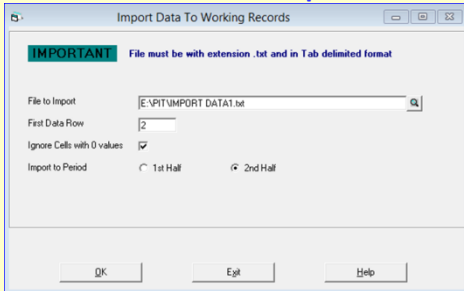 Import Data To Working Records
IMPORTANT File must be with extension .txt and in Tab delimited format
File to Import E:\PIT\IMPORT DATA1.txt
First Data Row 2
Ignore Cells with 0 values
Import to Period 1st Half 2nd Half
OK Exit Help